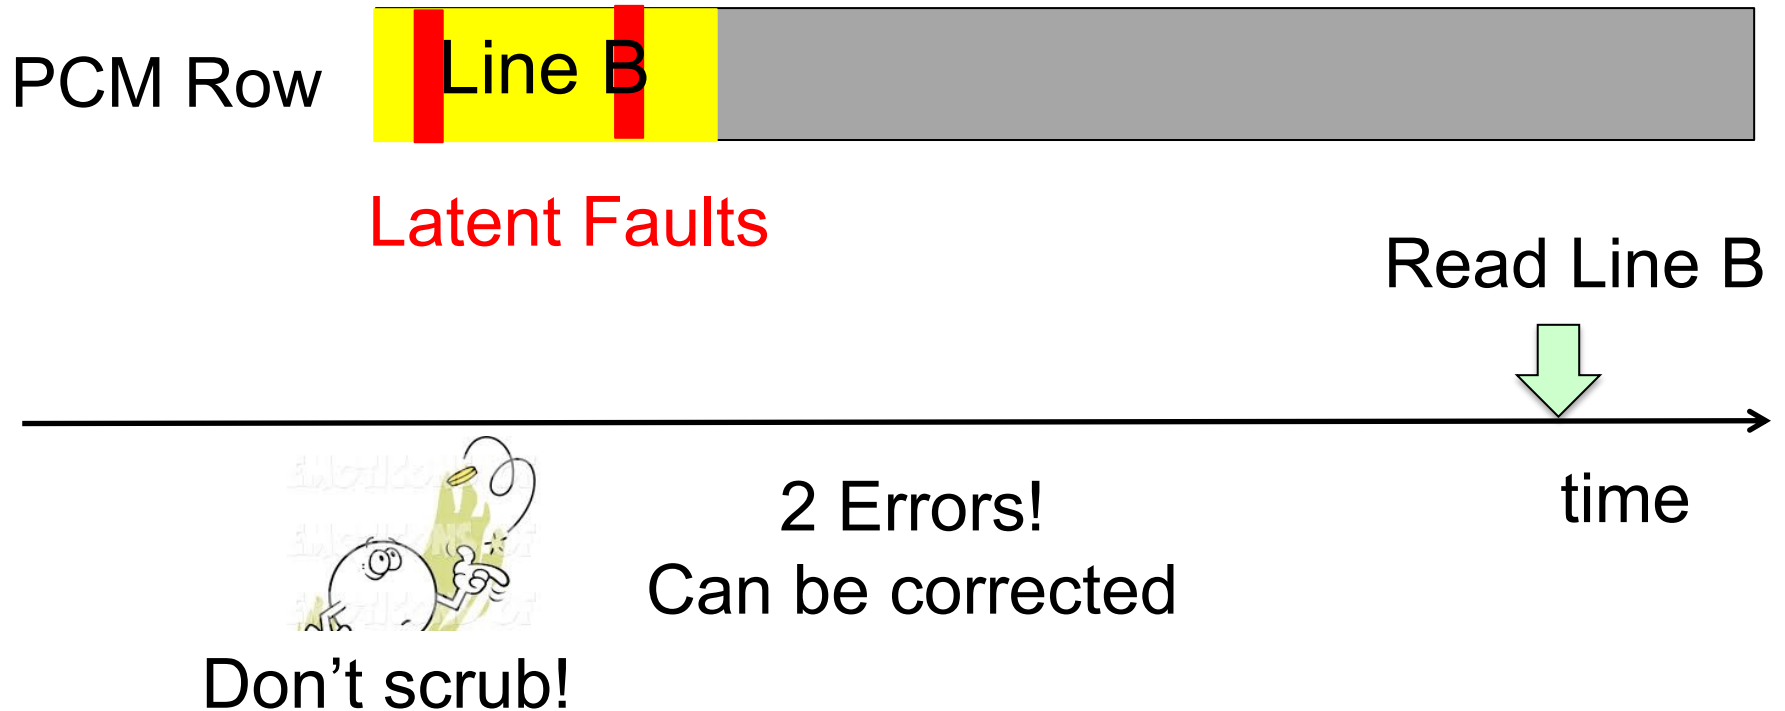 PCM Row
Line B
Latent Faults
Read Line B
time
2 Errors!
Can be corrected
Don’t scrub!